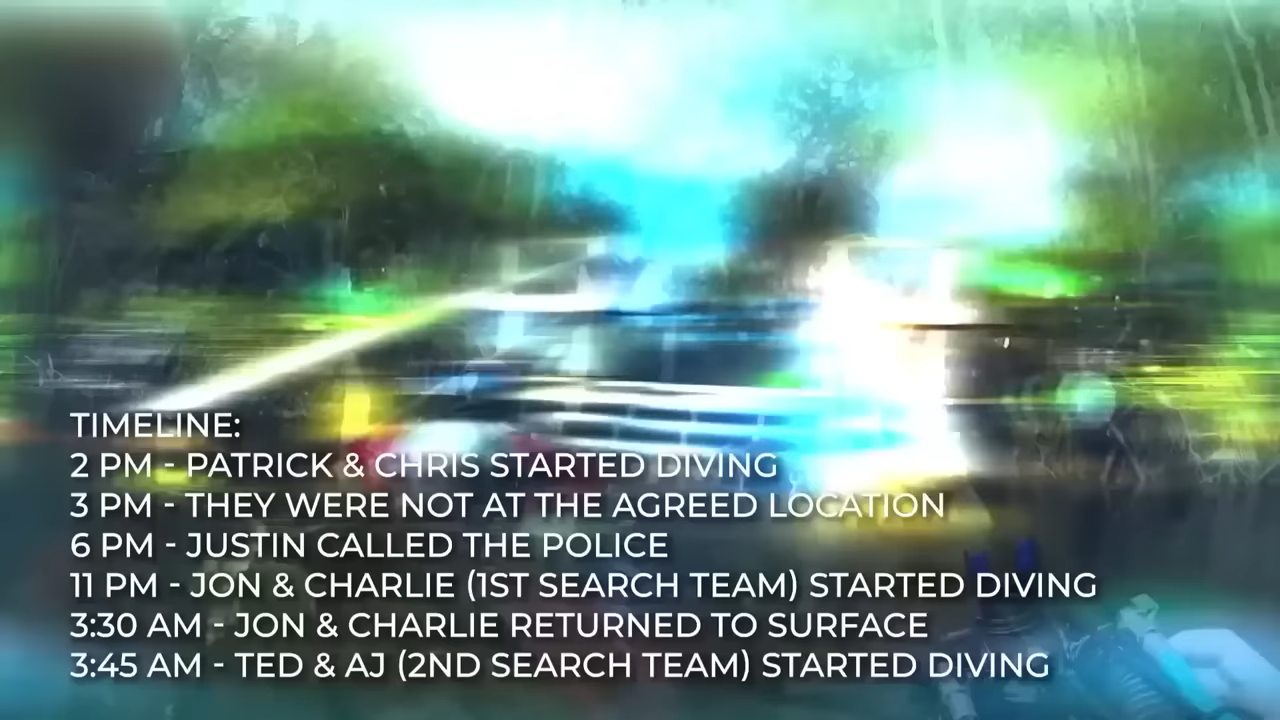 TIMELINE:
2 PM - PATRICK & CHRIS STARTED DIVING
3 PM - THEY WERE NOT AT THE AGREED LOCATION
6 PM - JUSTIN CALLED THE POLICE
11 PM - JON & CHARLIE (1ST SEARCH TEAM) STARTED DIVING
3:30 AM - JON & CHARLIE RETURNED TO SURFACE
3:45 AM - TED & AJ (2ND SEARCH TEAM) STARTED DIVING